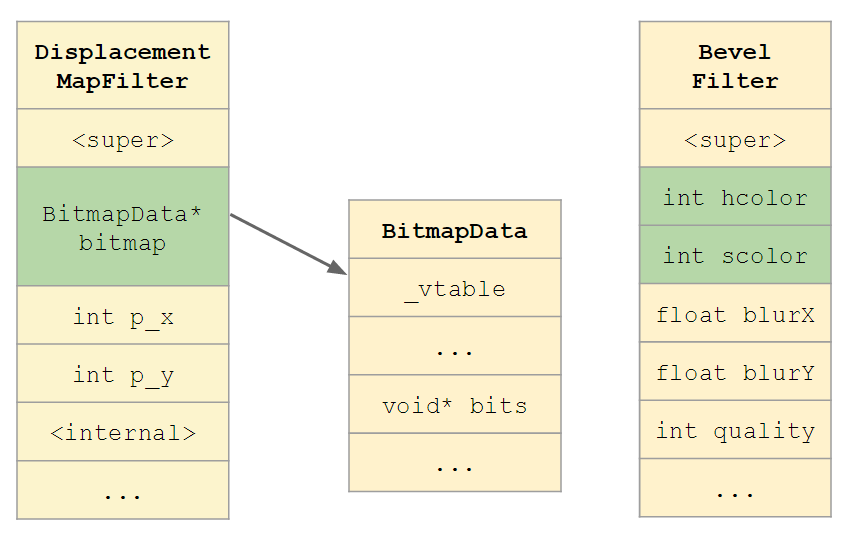 Displacement
MapFilter
<super>
BitmapData*
bitmap
int p_x
int p_y
<internal>
...
BitmapData
_vtable
...
void* bits
...
Bevel
Filter
<super>
int hcolor
int scolor
float blurX
float blurY
int quality
...